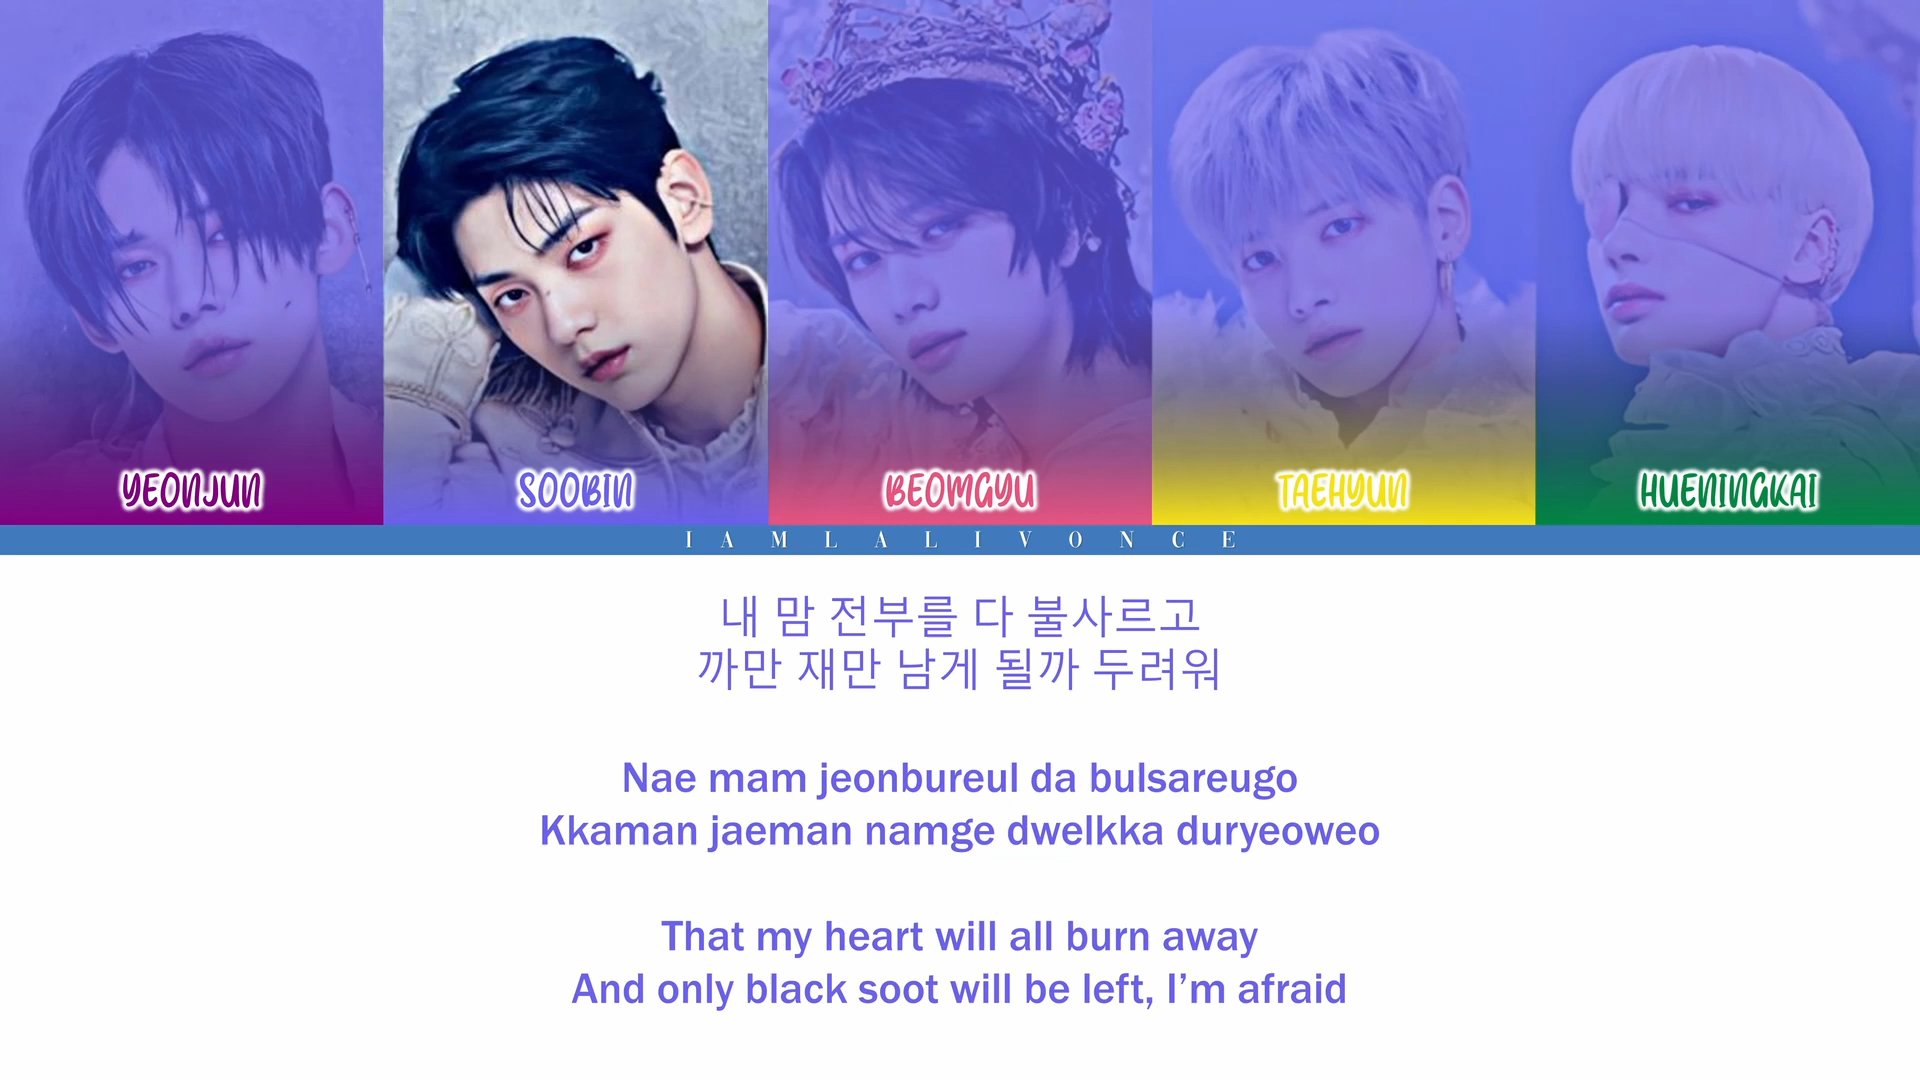 YEONJUN
SOOBIN
BEOMGYU
TAEHYUN
HUENINGKAI
IAMLALIVONCE
내 맘 전부를 다 불사르고
까만 재만 남게 될까 두려워
Nae mam jeonbureul da bulsareugo
Kkaman jaeman namge dwelkka duryeoweo
That my heart will all burn away
And only black soot will be left, I’m afraid